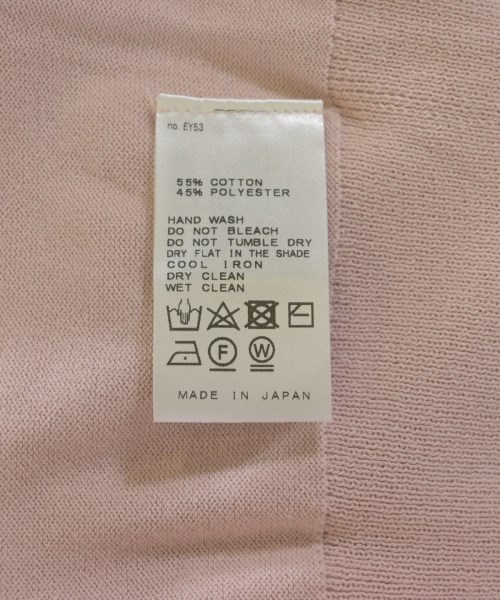 no. EY53
55% COTTON
45% POLYESTER
HAND WASH
DO NOT BLEACH
DO NOT TUMBLE DRY
DRY FLAT IN THE SHADE
COOL IRON
DRY CLEAN
WET CLEAN
F W
MADE IN JAPAN